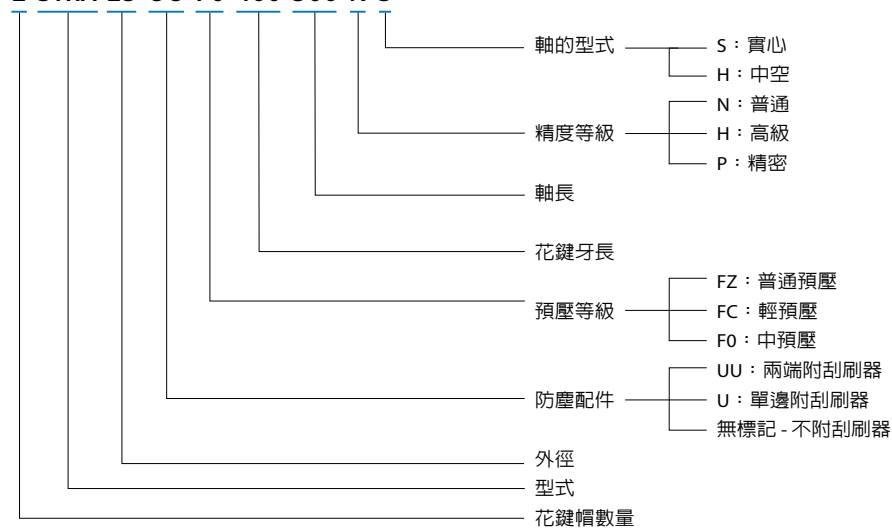 軸的型式
S：實心
H：中空
N：普通
精度等級
H：高級
P：精密
軸長
花鍵牙長
FZ：普通預壓
預壓等級
FC：輕預壓
F0：中預壓
UU：兩端附刮刷器
防塵配件
U：單邊附刮刷器
無標記 - 不附刮刷器
外徑
型式
花鍵帽數量